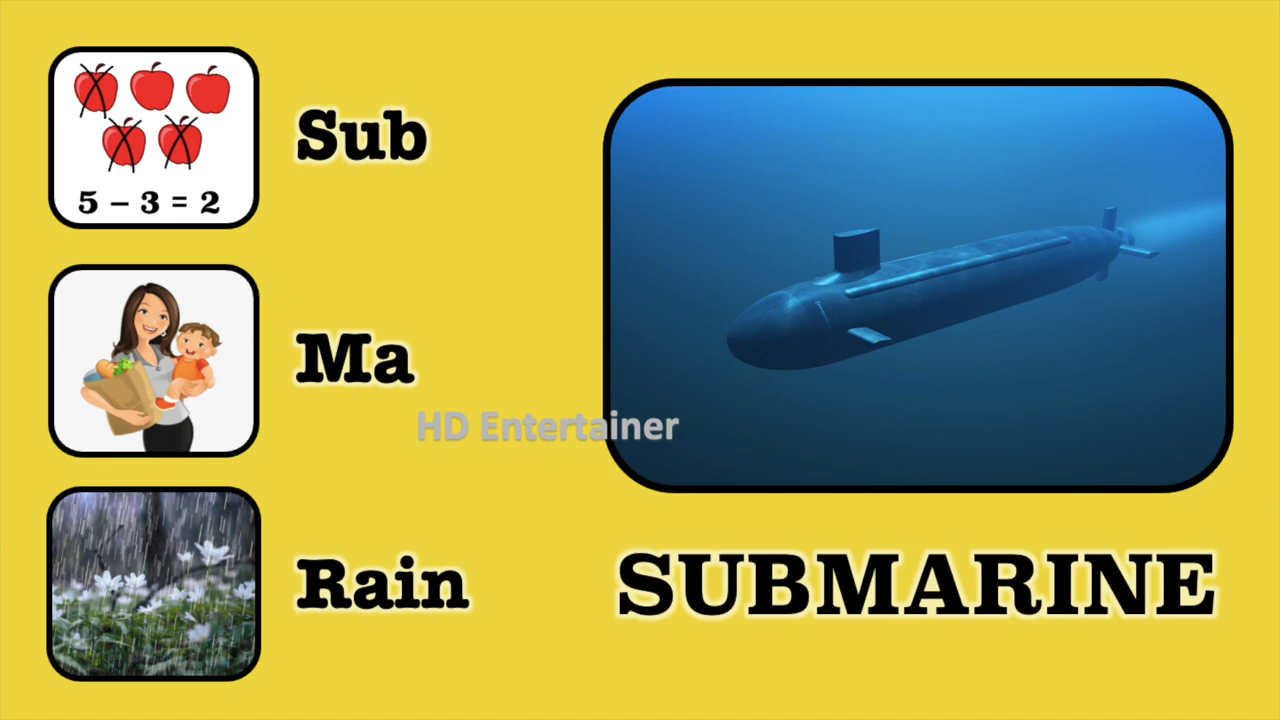 5 – 3 = 2
Sub
Ma
HD Entertainer
Rain
SUBMARINE